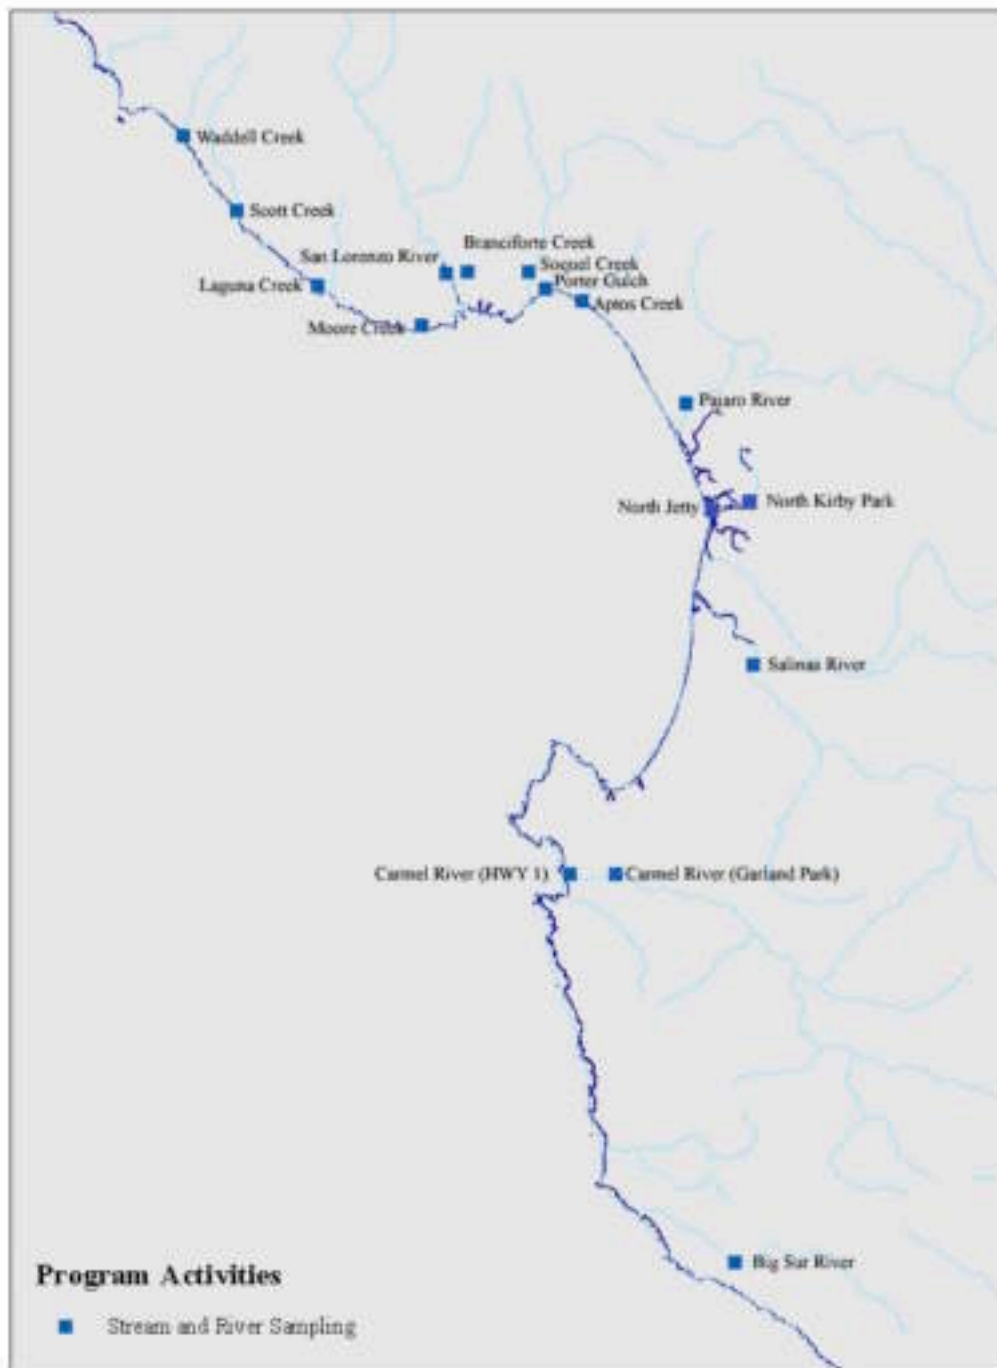 Waddell Creek
Scott Creek
Branciforte Creek
San Lorenzo River
Soquel Creek
Porter Gulch
Laguna Creek
Aptos Creek
Moore Creek
Pajaro River
North Kirby Park
North Jetty
Salinas River
Carmel River (HWY 1)
Carmel River (Garland Park)
Big Sur River
Program Activities
Stream and River Sampling